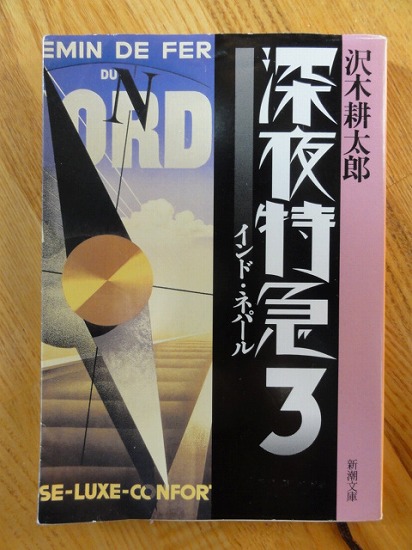 沢木耕太郎
深夜特急3
インド・ネパール
EMIN DE FER
DU
NORD
SE-LUXE-CONFORT
新潮文庫